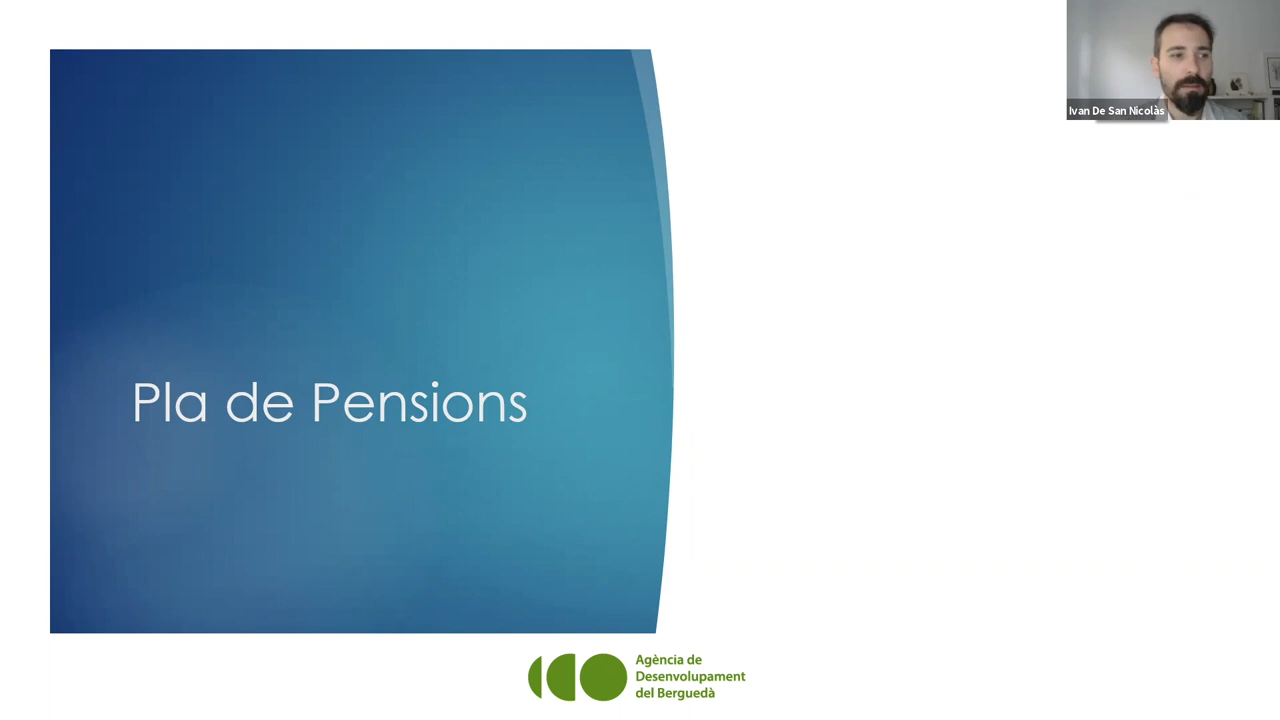 Ivan De San Nicolàs
Pla de Pensions
Agència de
Desenvolupament
del Berguedà